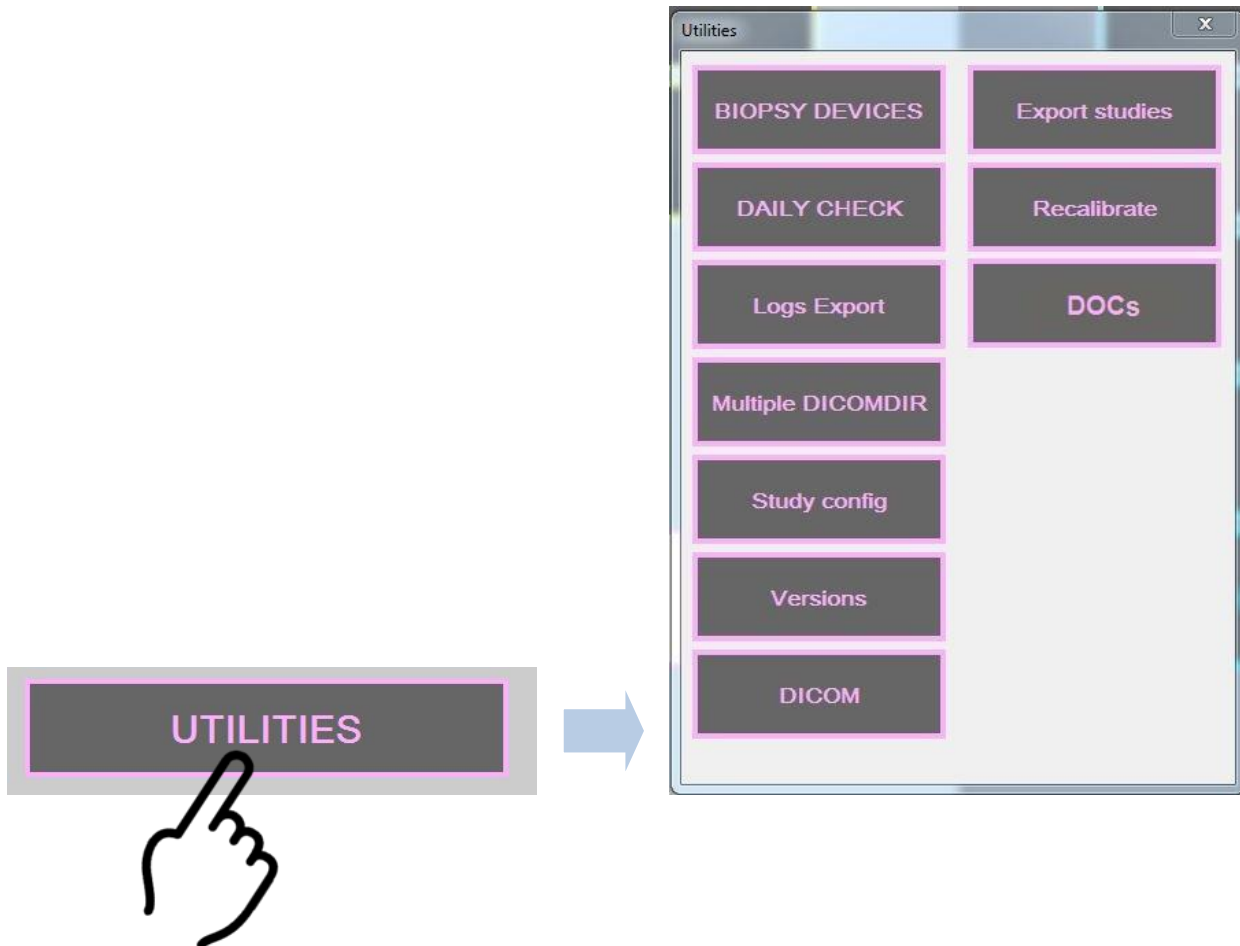 Utilities
X
BIOPSY DEVICES
Export studies
DAILY CHECK
Recalibrate
Logs Export
DOCs
Multiple DICOMDIR
Study config
Versions
DICOM
UTILITIES